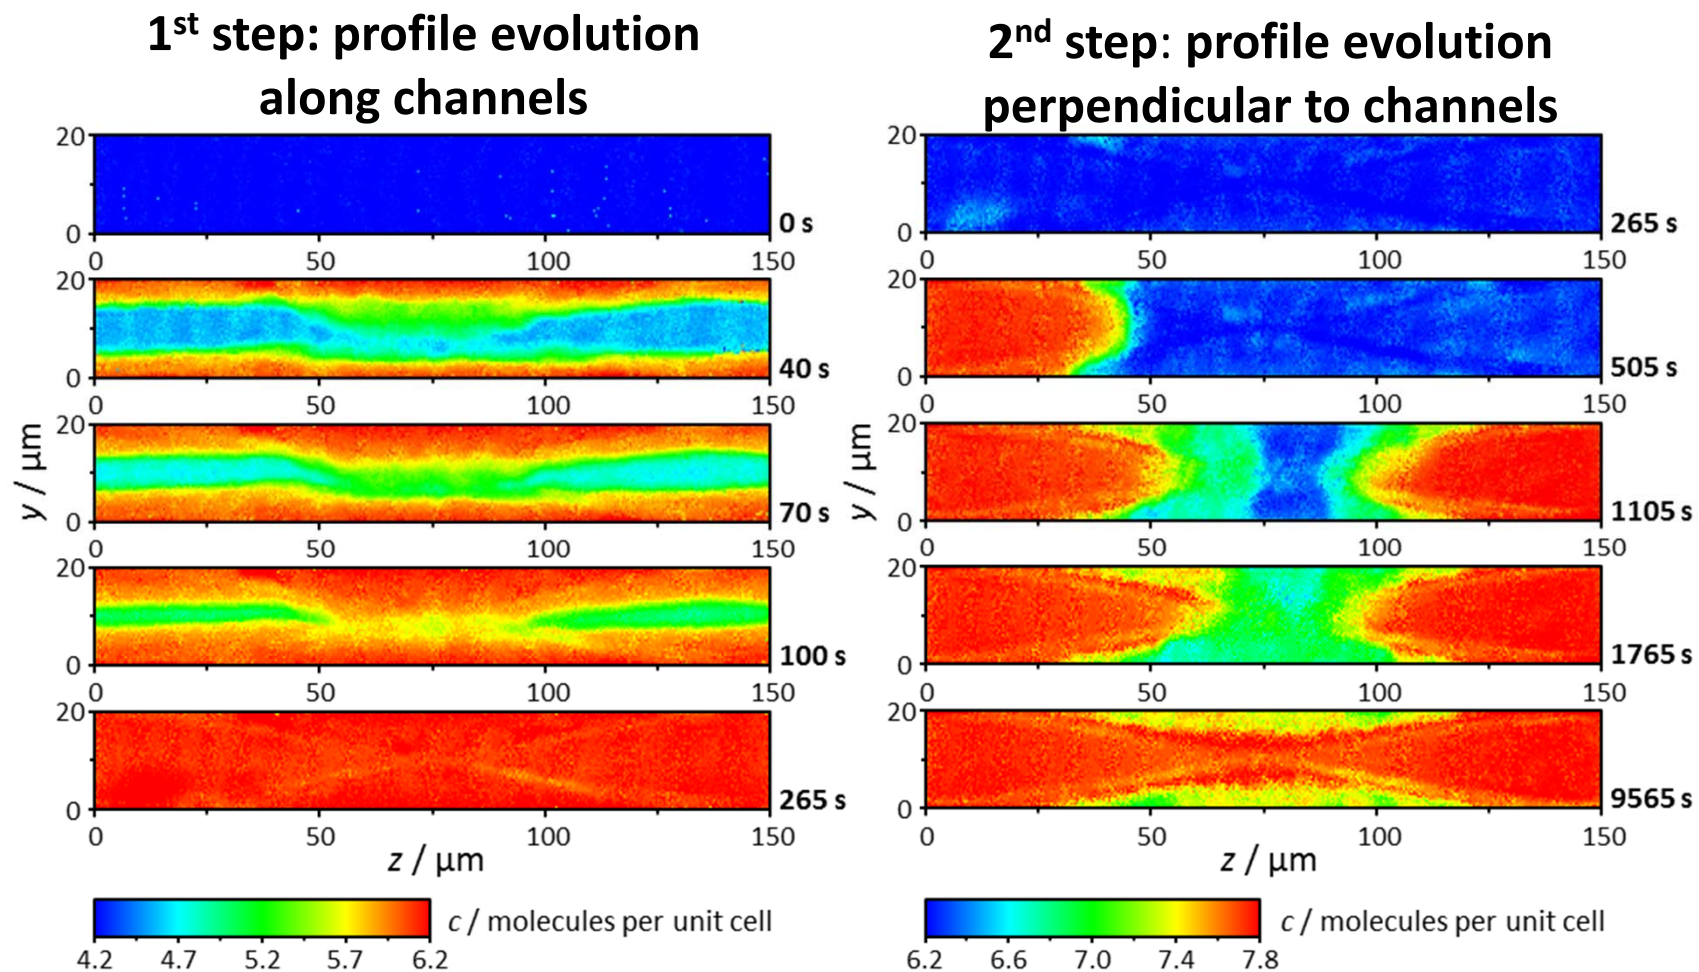 1st step: profile evolution
along channels
20
0
0 s
0 50 100 150
20
0
40 s
0 50 100 150
20
0
70 s
0 50 100 150
20
0
100 s
0 50 100 150
20
0
265 s
0 50 100 150
y / μm
z / μm
c / molecules per unit cell
4.2 4.7 5.2 5.7 6.2
2nd step: profile evolution
perpendicular to channels
20
0
265 s
0 50 100 150
20
0
505 s
0 50 100 150
20
0
1105 s
0 50 100 150
20
0
1765 s
0 50 100 150
20
0
9565 s
0 50 100 150
y / μm
z / μm
c / molecules per unit cell
6.2 6.6 7.0 7.4 7.8